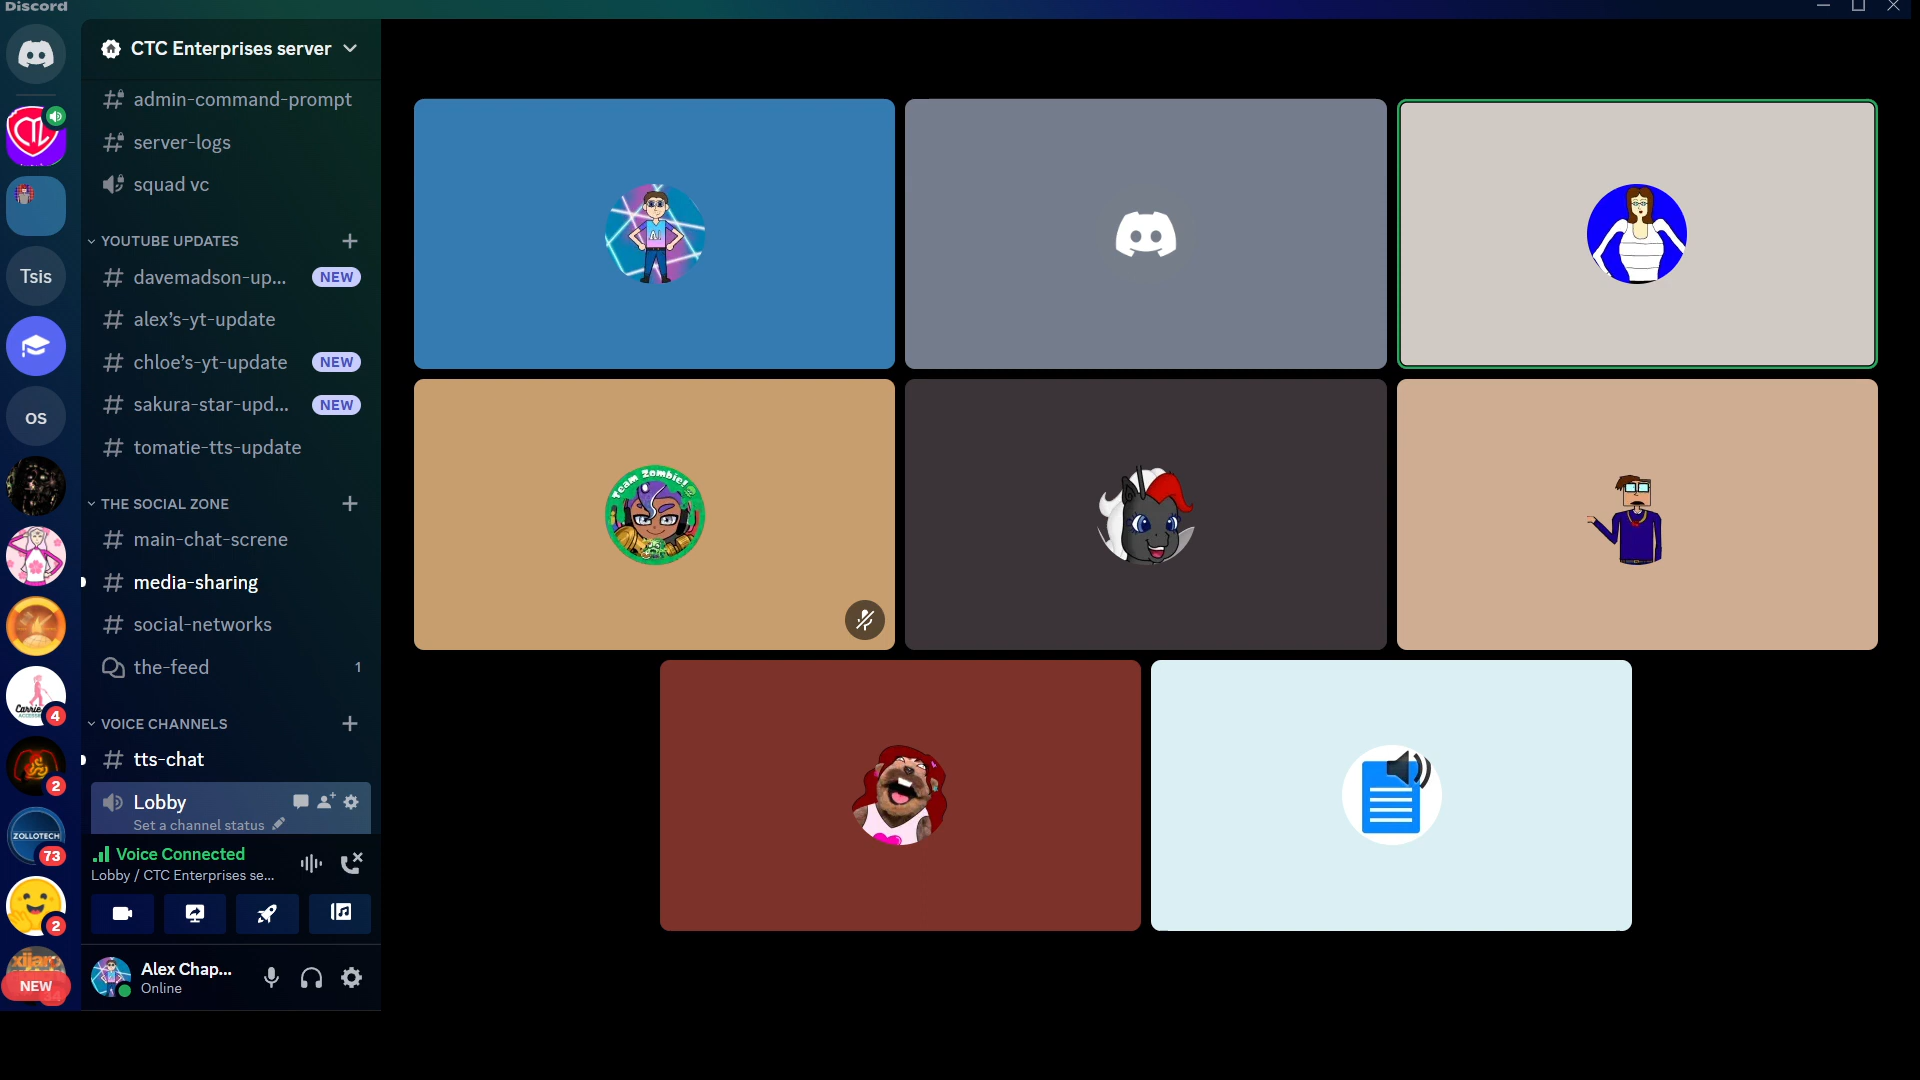 Discord
CTC Enterprises server
admin-command-prompt
server-logs
squad vc
YOUTUBE UPDATES
davemadson-up... NEW
alex’s-yt-update
chloe’s-yt-update NEW
sakura-star-upd... NEW
tomatie-tts-update
THE SOCIAL ZONE
main-chat-screne
media-sharing
social-networks
the-feed 1
VOICE CHANNELS
tts-chat
Lobby
Set a channel status
Voice Connected
Lobby / CTC Enterprises se...
Alex Chap...
Online
Tsis
os
Carrie
4
2
ZOLLOTECH
73
2
NEW
AL
Team Zombie!